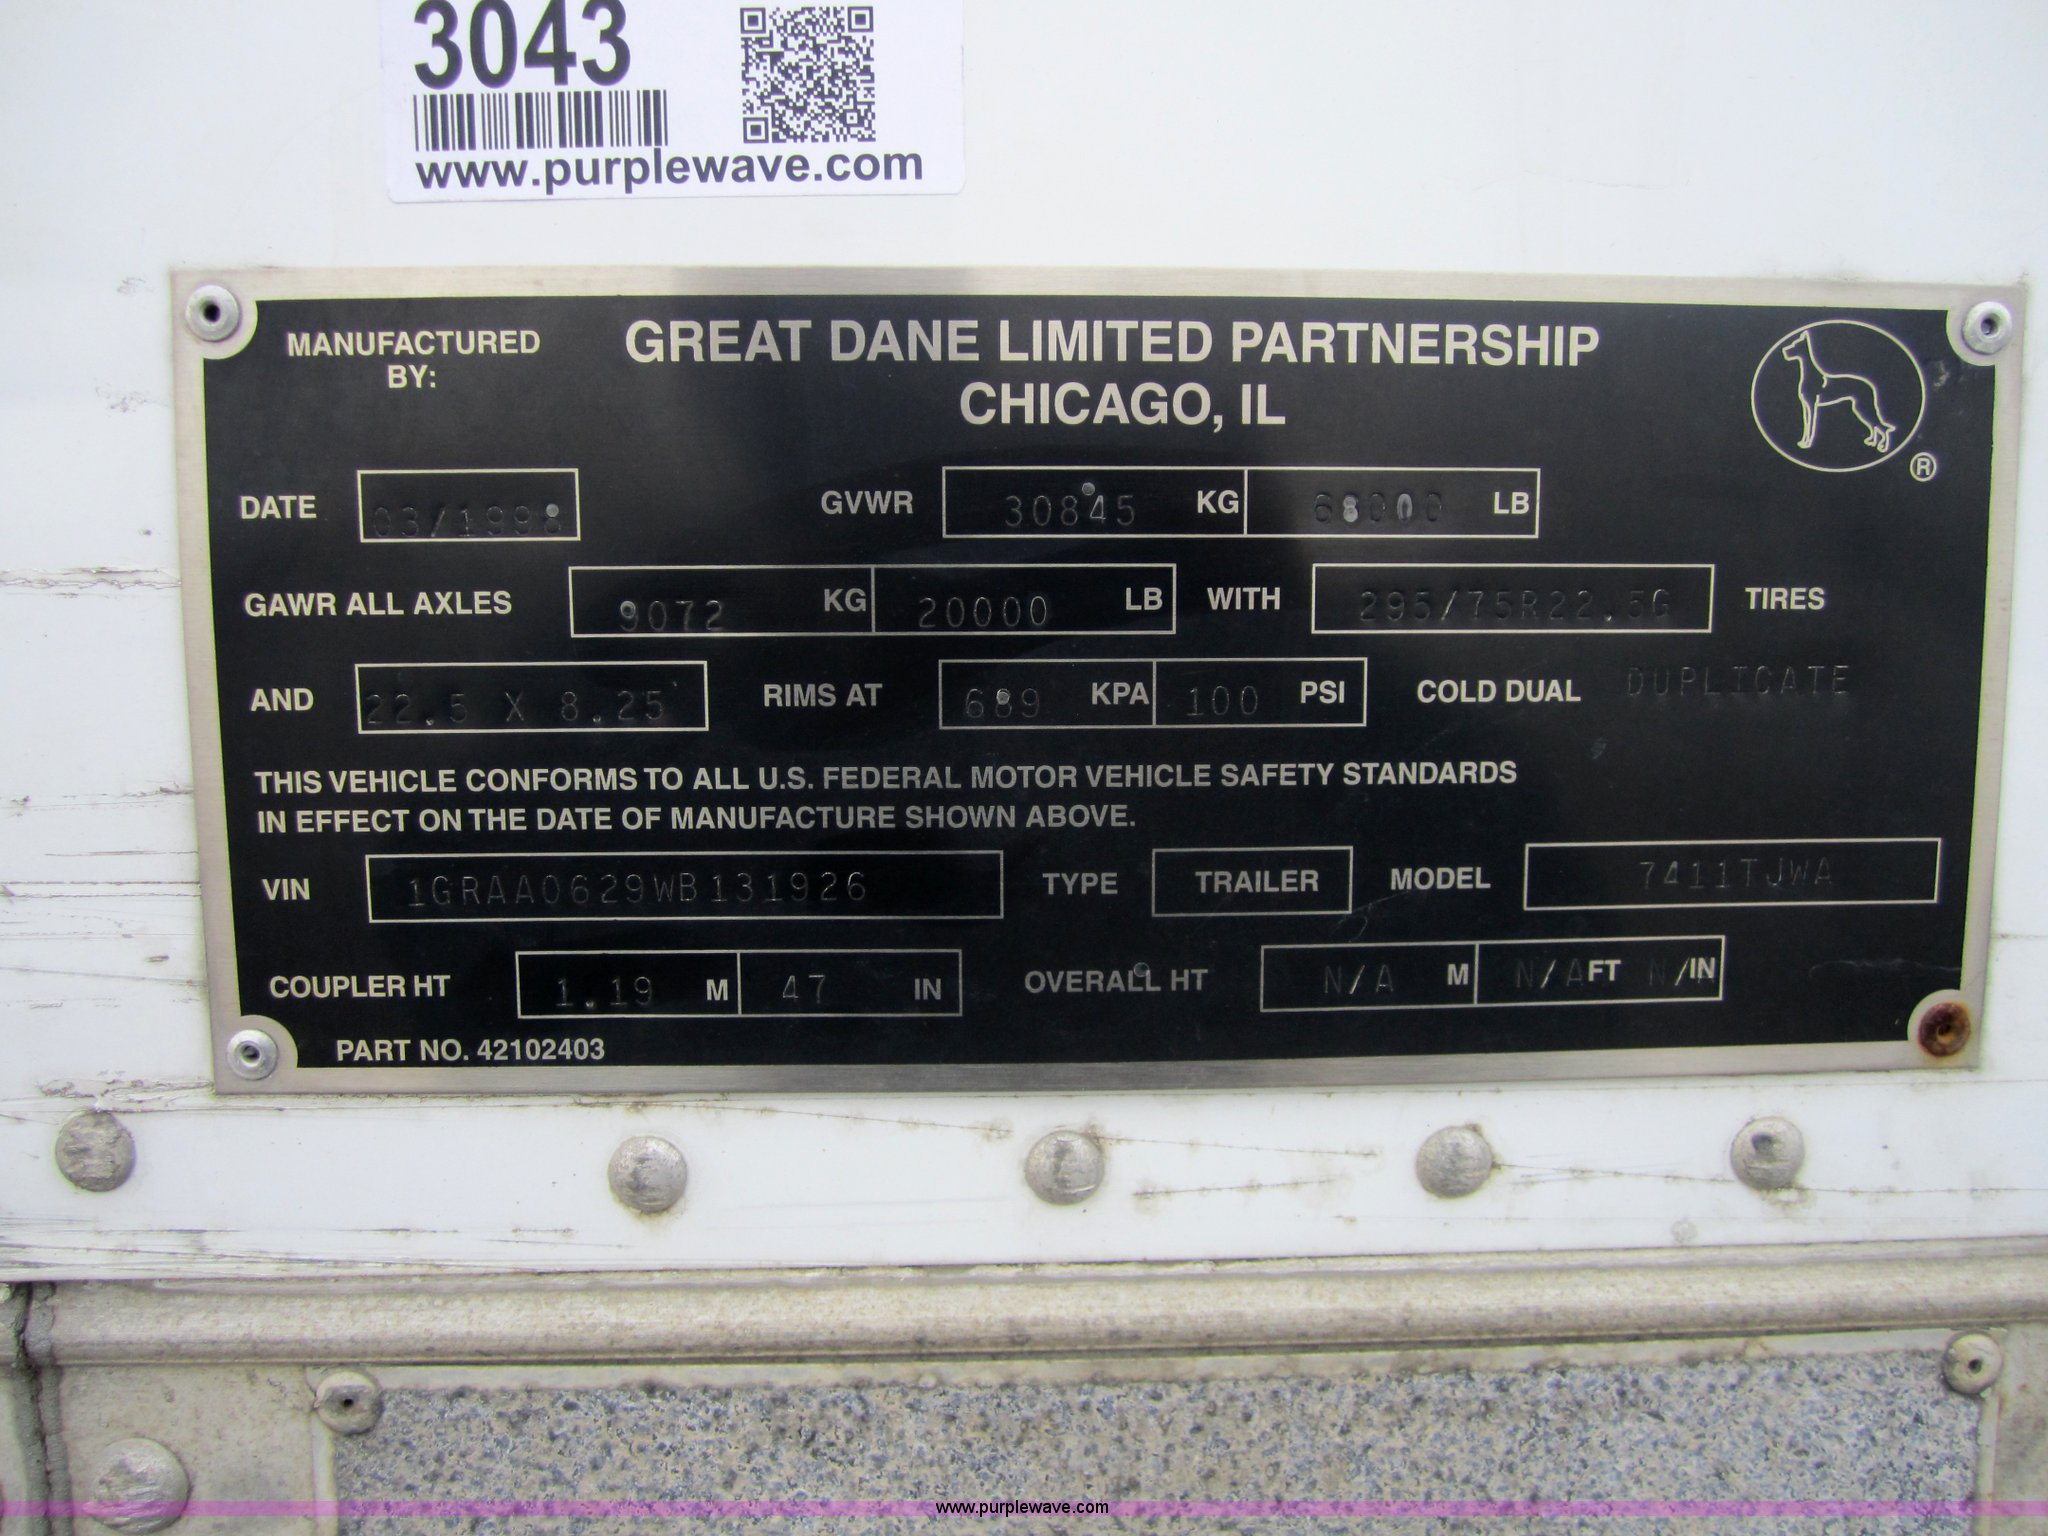 3043
www.purplewave.com
MANUFACTURED BY:
GREAT DANE LIMITED PARTNERSHIP
CHICAGO, IL
®
DATE 03/1998 GVWR 30845 KG 68000 LB
GAWR ALL AXLES 9072 KG 20000 LB WITH 295/75R22.5G TIRES
AND 22.5 X 8.25 RIMS AT 689 KPA 100 PSI COLD DUAL DUPLICATE
THIS VEHICLE CONFORMS TO ALL U.S. FEDERAL MOTOR VEHICLE SAFETY STANDARDS
IN EFFECT ON THE DATE OF MANUFACTURE SHOWN ABOVE.
VIN 1GRAA0629WB131926 TYPE TRAILER MODEL 7411TJWA
COUPLER HT 1.19 M 47 IN OVERALL HT N/A M N/A FT N/A IN
PART NO. 42102403
www.purplewave.com